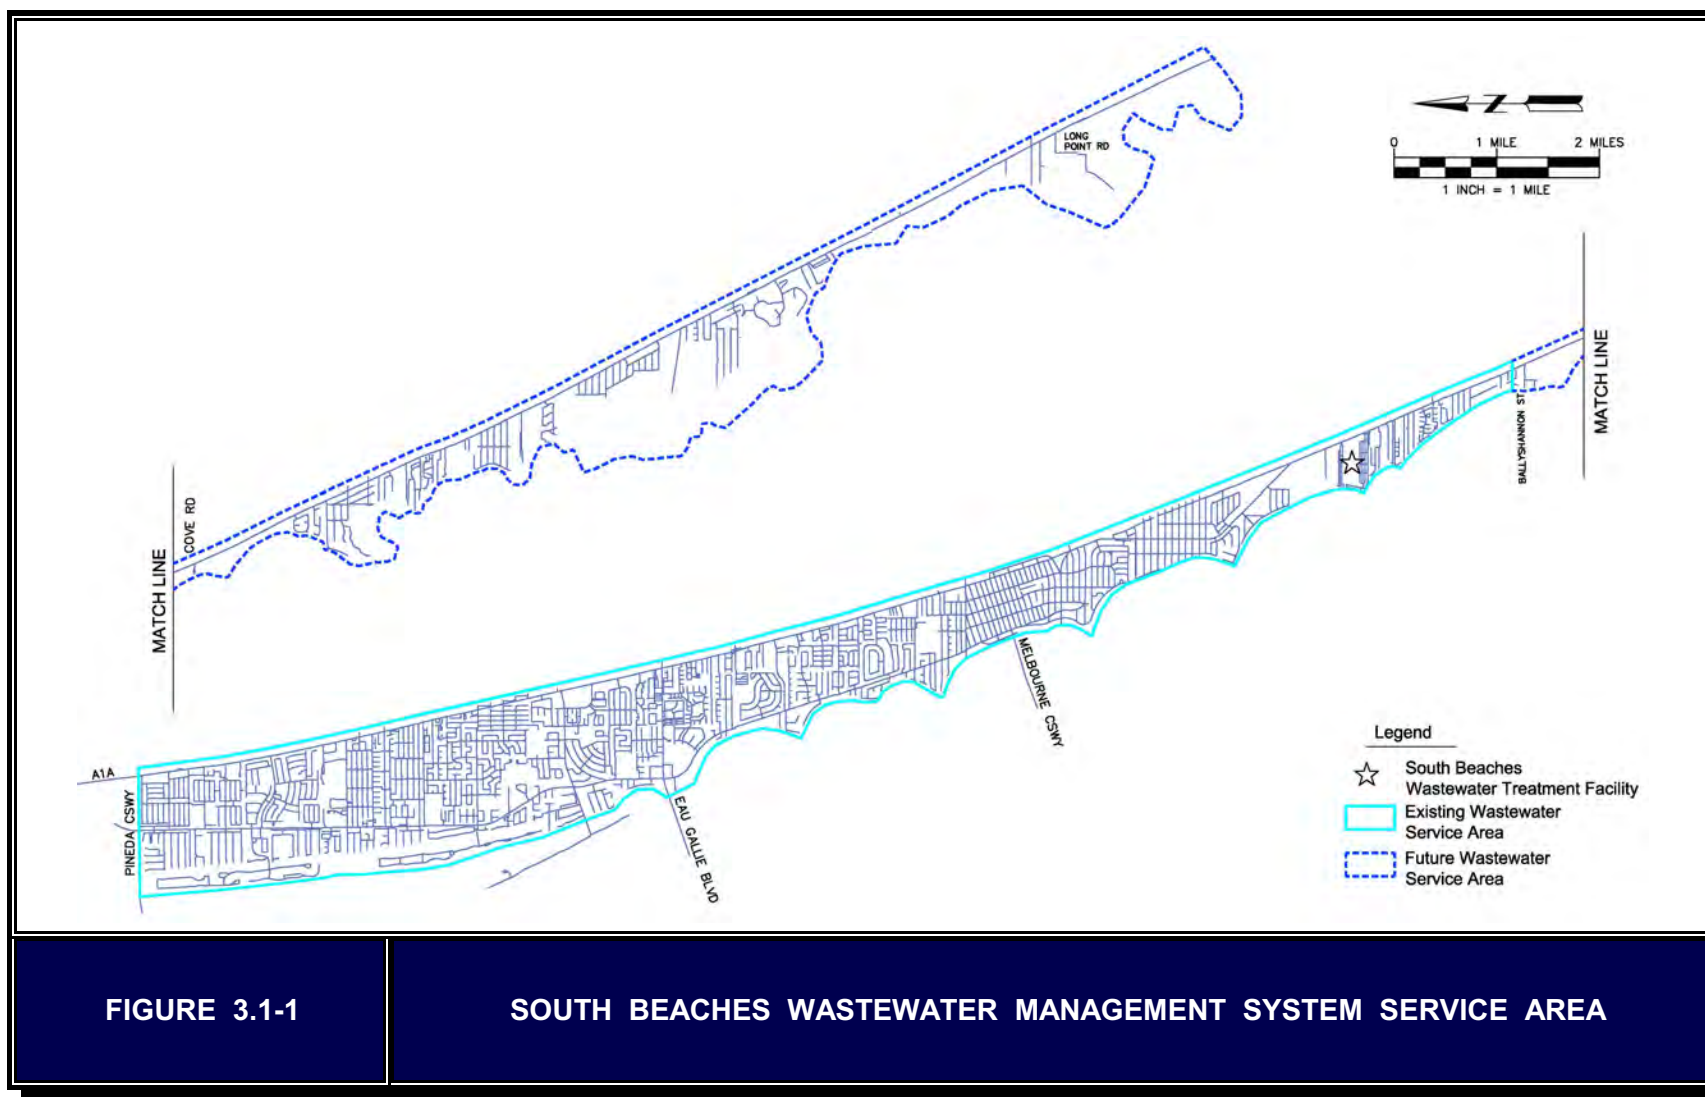 LONG
POINT RD
Z
0 1 MILE 2 MILES
1 INCH = 1 MILE
MATCH LINE
COVE RD
MATCH LINE
BALLYSHANNON ST
A1A
PINEDA CSWY
EAU GALLIE BLVD
MELBOURNE CSWY
Legend
South Beaches
Wastewater Treatment Facility
Existing Wastewater
Service Area
Future Wastewater
Service Area
FIGURE 3.1-1
SOUTH BEACHES WASTEWATER MANAGEMENT SYSTEM SERVICE AREA